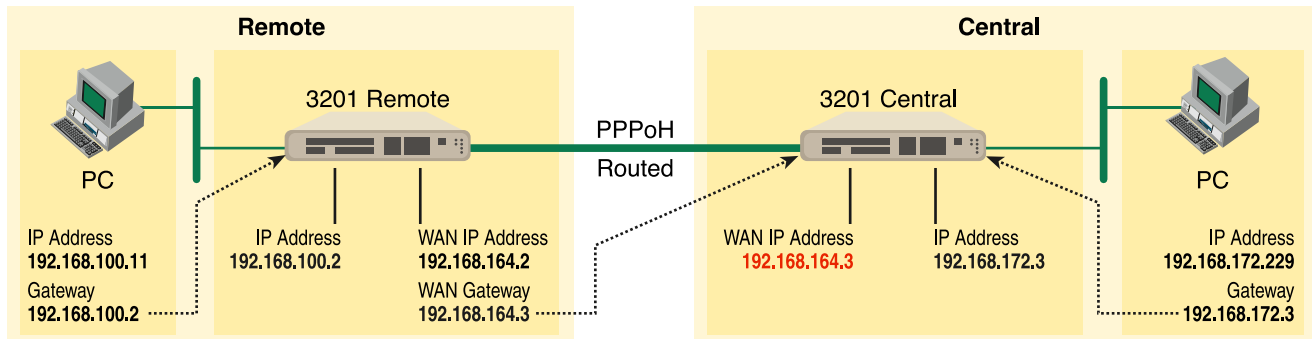 Remote
PC
IP Address
192.168.100.11
Gateway
192.168.100.2
3201 Remote
IP Address
192.168.100.2
WAN IP Address
192.168.164.2
WAN Gateway
192.168.164.3
PPPoH
Routed
Central
3201 Central
WAN IP Address
192.168.164.3
IP Address
192.168.172.3
PC
IP Address
192.168.172.229
Gateway
192.168.172.3